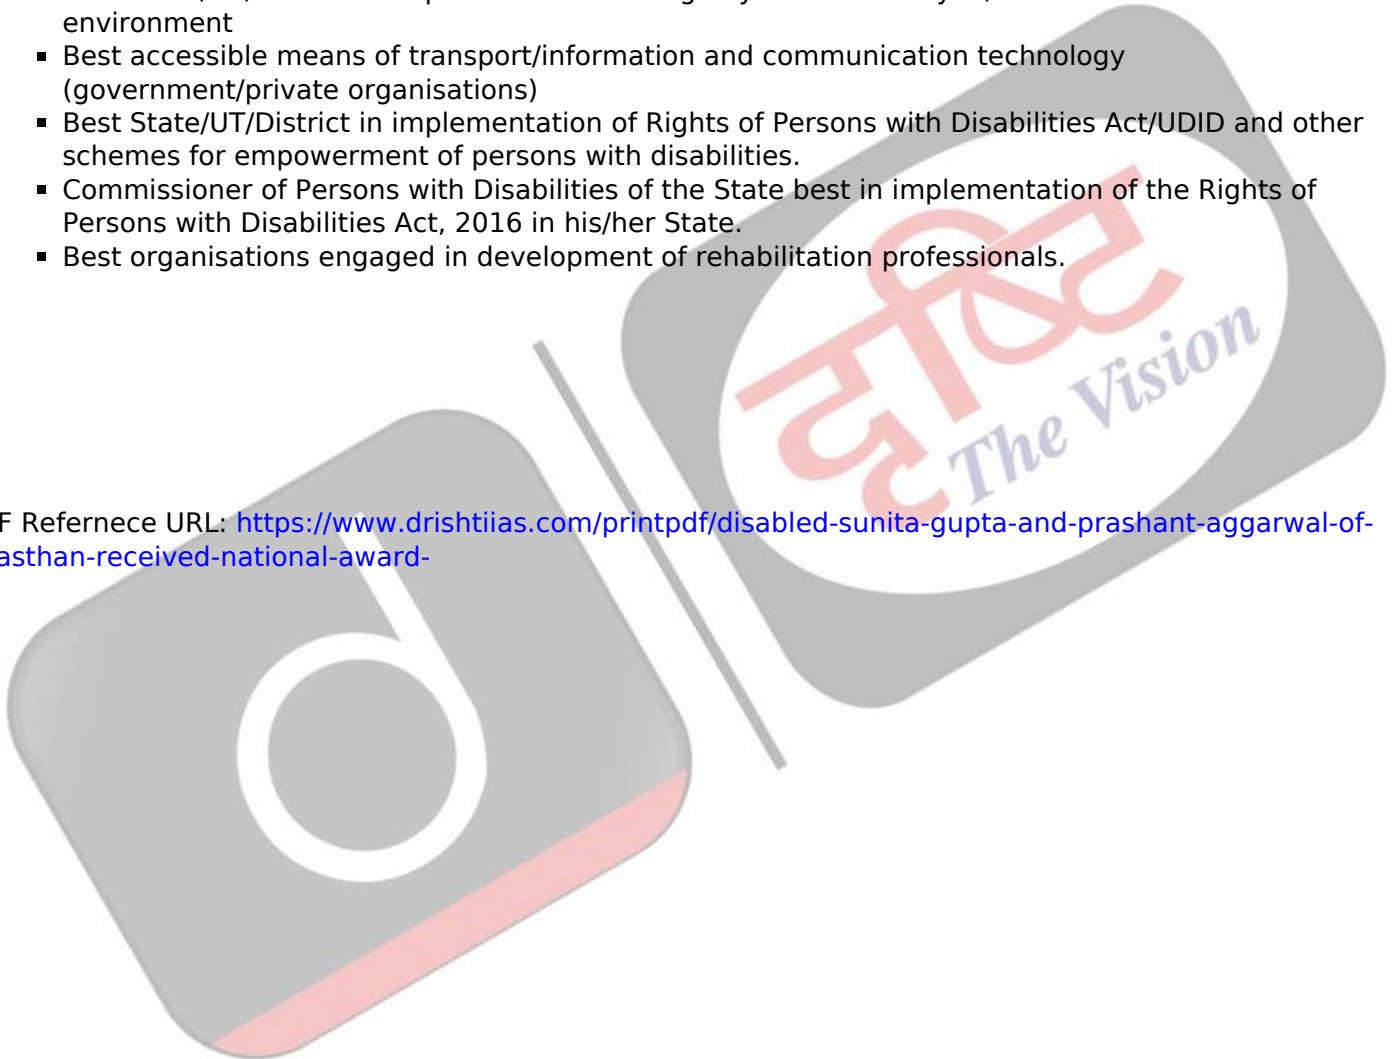 environment
▪ Best accessible means of transport/information and communication technology
(government/private organisations)
▪ Best State/UT/District in implementation of Rights of Persons with Disabilities Act/UDID and other
schemes for empowerment of persons with disabilities.
▪ Commissioner of Persons with Disabilities of the State best in implementation of the Rights of
Persons with Disabilities Act, 2016 in his/her State.
▪ Best organisations engaged in development of rehabilitation professionals.
दृष्टि
The Vision
F Refernece URL: https://www.drishtiias.com/printpdf/disabled-sunita-gupta-and-prashant-aggarwal-of-
asthan-received-national-award-
d